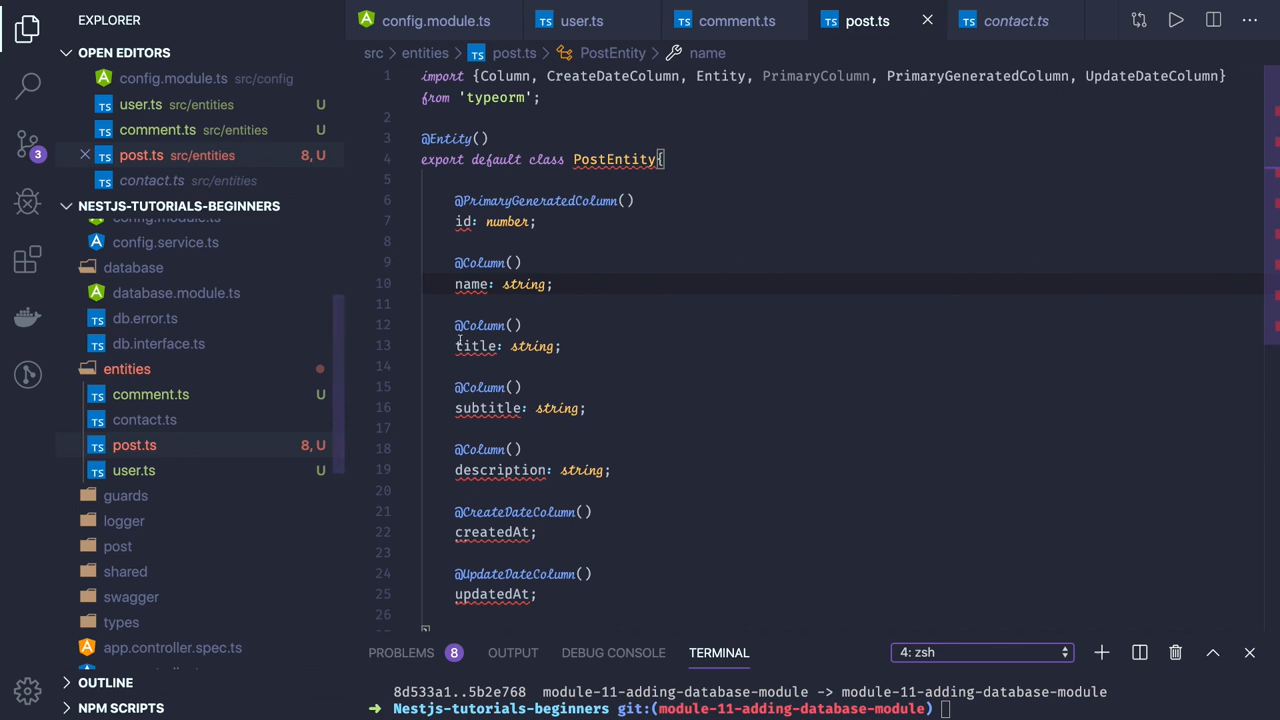 EXPLORER
OPEN EDITORS
config.module.ts src/config
user.ts src/entities U
comment.ts src/entities U
post.ts src/entities 8, U
contact.ts src/entities
3
NESTJS-TUTORIALS-BEGINNERS
config.module.ts
config.service.ts
database
database.module.ts
db.error.ts
db.interface.ts
entities
comment.ts U
contact.ts
post.ts 8, U
user.ts U
guards
logger
post
shared
swagger
types
app.controller.spec.ts
OUTLINE
NPM SCRIPTS
config.module.ts user.ts comment.ts post.ts contact.ts
src > entities > post.ts > PostEntity > name
1 import {Column, CreateDateColumn, Entity, PrimaryColumn, PrimaryGeneratedColumn, UpdateDateColumn}
from 'typeorm';
2
3 @Entity()
4 export default class PostEntity{
5
6 @PrimaryGeneratedColumn()
7 id: number;
8
9 @Column()
10 name: string;
11
12 @Column()
13 title: string;
14
15 @Column()
16 subtitle: string;
17
18 @Column()
19 description: string;
20
21 @CreateDateColumn()
22 createdAt;
23
24 @UpdateDateColumn()
25 updatedAt;
26
}
PROBLEMS 8 OUTPUT DEBUG CONSOLE TERMINAL 4: zsh
8d533a1..5b2e768 module-11-adding-database-module -> module-11-adding-database-module
➜ Nestjs-tutorials-beginners git:(module-11-adding-database-module)